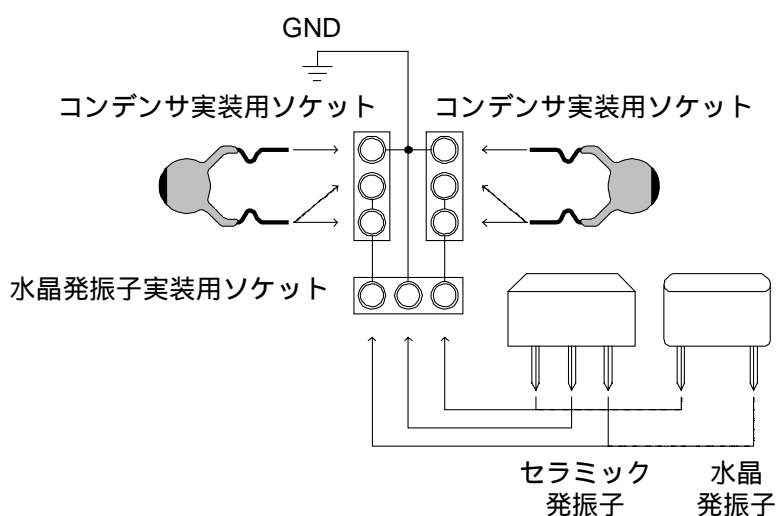 GND
コンデンサ実装用ソケット
コンデンサ実装用ソケット
水晶発振子実装用ソケット
セラミック
発振子
水晶
発振子